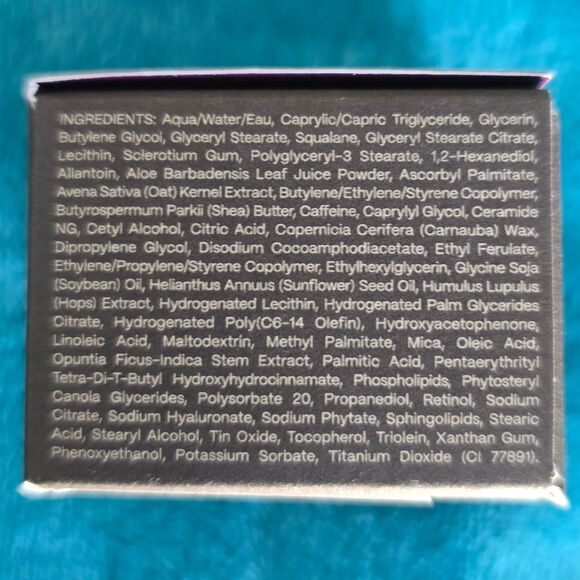 INGREDIENTS: Aqua/Water/Eau, Caprylic/Capric Triglyceride, Glycerin,
Butylene Glycol, Glyceryl Stearate, Squalane, Glyceryl Stearate Citrate,
Lecithin, Sclerotium Gum, Polyglyceryl-3 Stearate, 1,2-Hexanediol,
Allantoin, Aloe Barbadensis Leaf Juice Powder, Ascorbyl Palmitate,
Avena Sativa (Oat) Kernel Extract, Butylene/Ethylene/Styrene Copolymer,
Butyrospermum Parkii (Shea) Butter, Caffeine, Caprylyl Glycol, Ceramide
NG, Cetyl Alcohol, Citric Acid, Copernicia Cerifera (Carnauba) Wax,
Dipropylene Glycol, Disodium Cocoamphodiacetate, Ethyl Ferulate,
Ethylene/Propylene/Styrene Copolymer, Ethylhexylglycerin, Glycine Soja
(Soybean) Oil, Helianthus Annuus (Sunflower) Seed Oil, Humulus Lupulus
(Hops) Extract, Hydrogenated Lecithin, Hydrogenated Palm Glycerides
Citrate, Hydrogenated Poly(C6-14 Olefin), Hydroxyacetophenone,
Linoleic Acid, Maltodextrin, Methyl Palmitate, Mica, Oleic Acid,
Opuntia Ficus-Indica Stem Extract, Palmitic Acid, Pentaerythrityl
Tetra-Di-T-Butyl Hydroxyhydrocinnamate, Phospholipids, Phytosteryl
Canola Glycerides, Polysorbate 20, Propanediol, Retinol, Sodium
Citrate, Sodium Hyaluronate, Sodium Phytate, Sphingolipids, Stearic
Acid, Stearyl Alcohol, Tin Oxide, Tocopherol, Triolein, Xanthan Gum,
Phenoxyethanol, Potassium Sorbate, Titanium Dioxide (CI 77891).